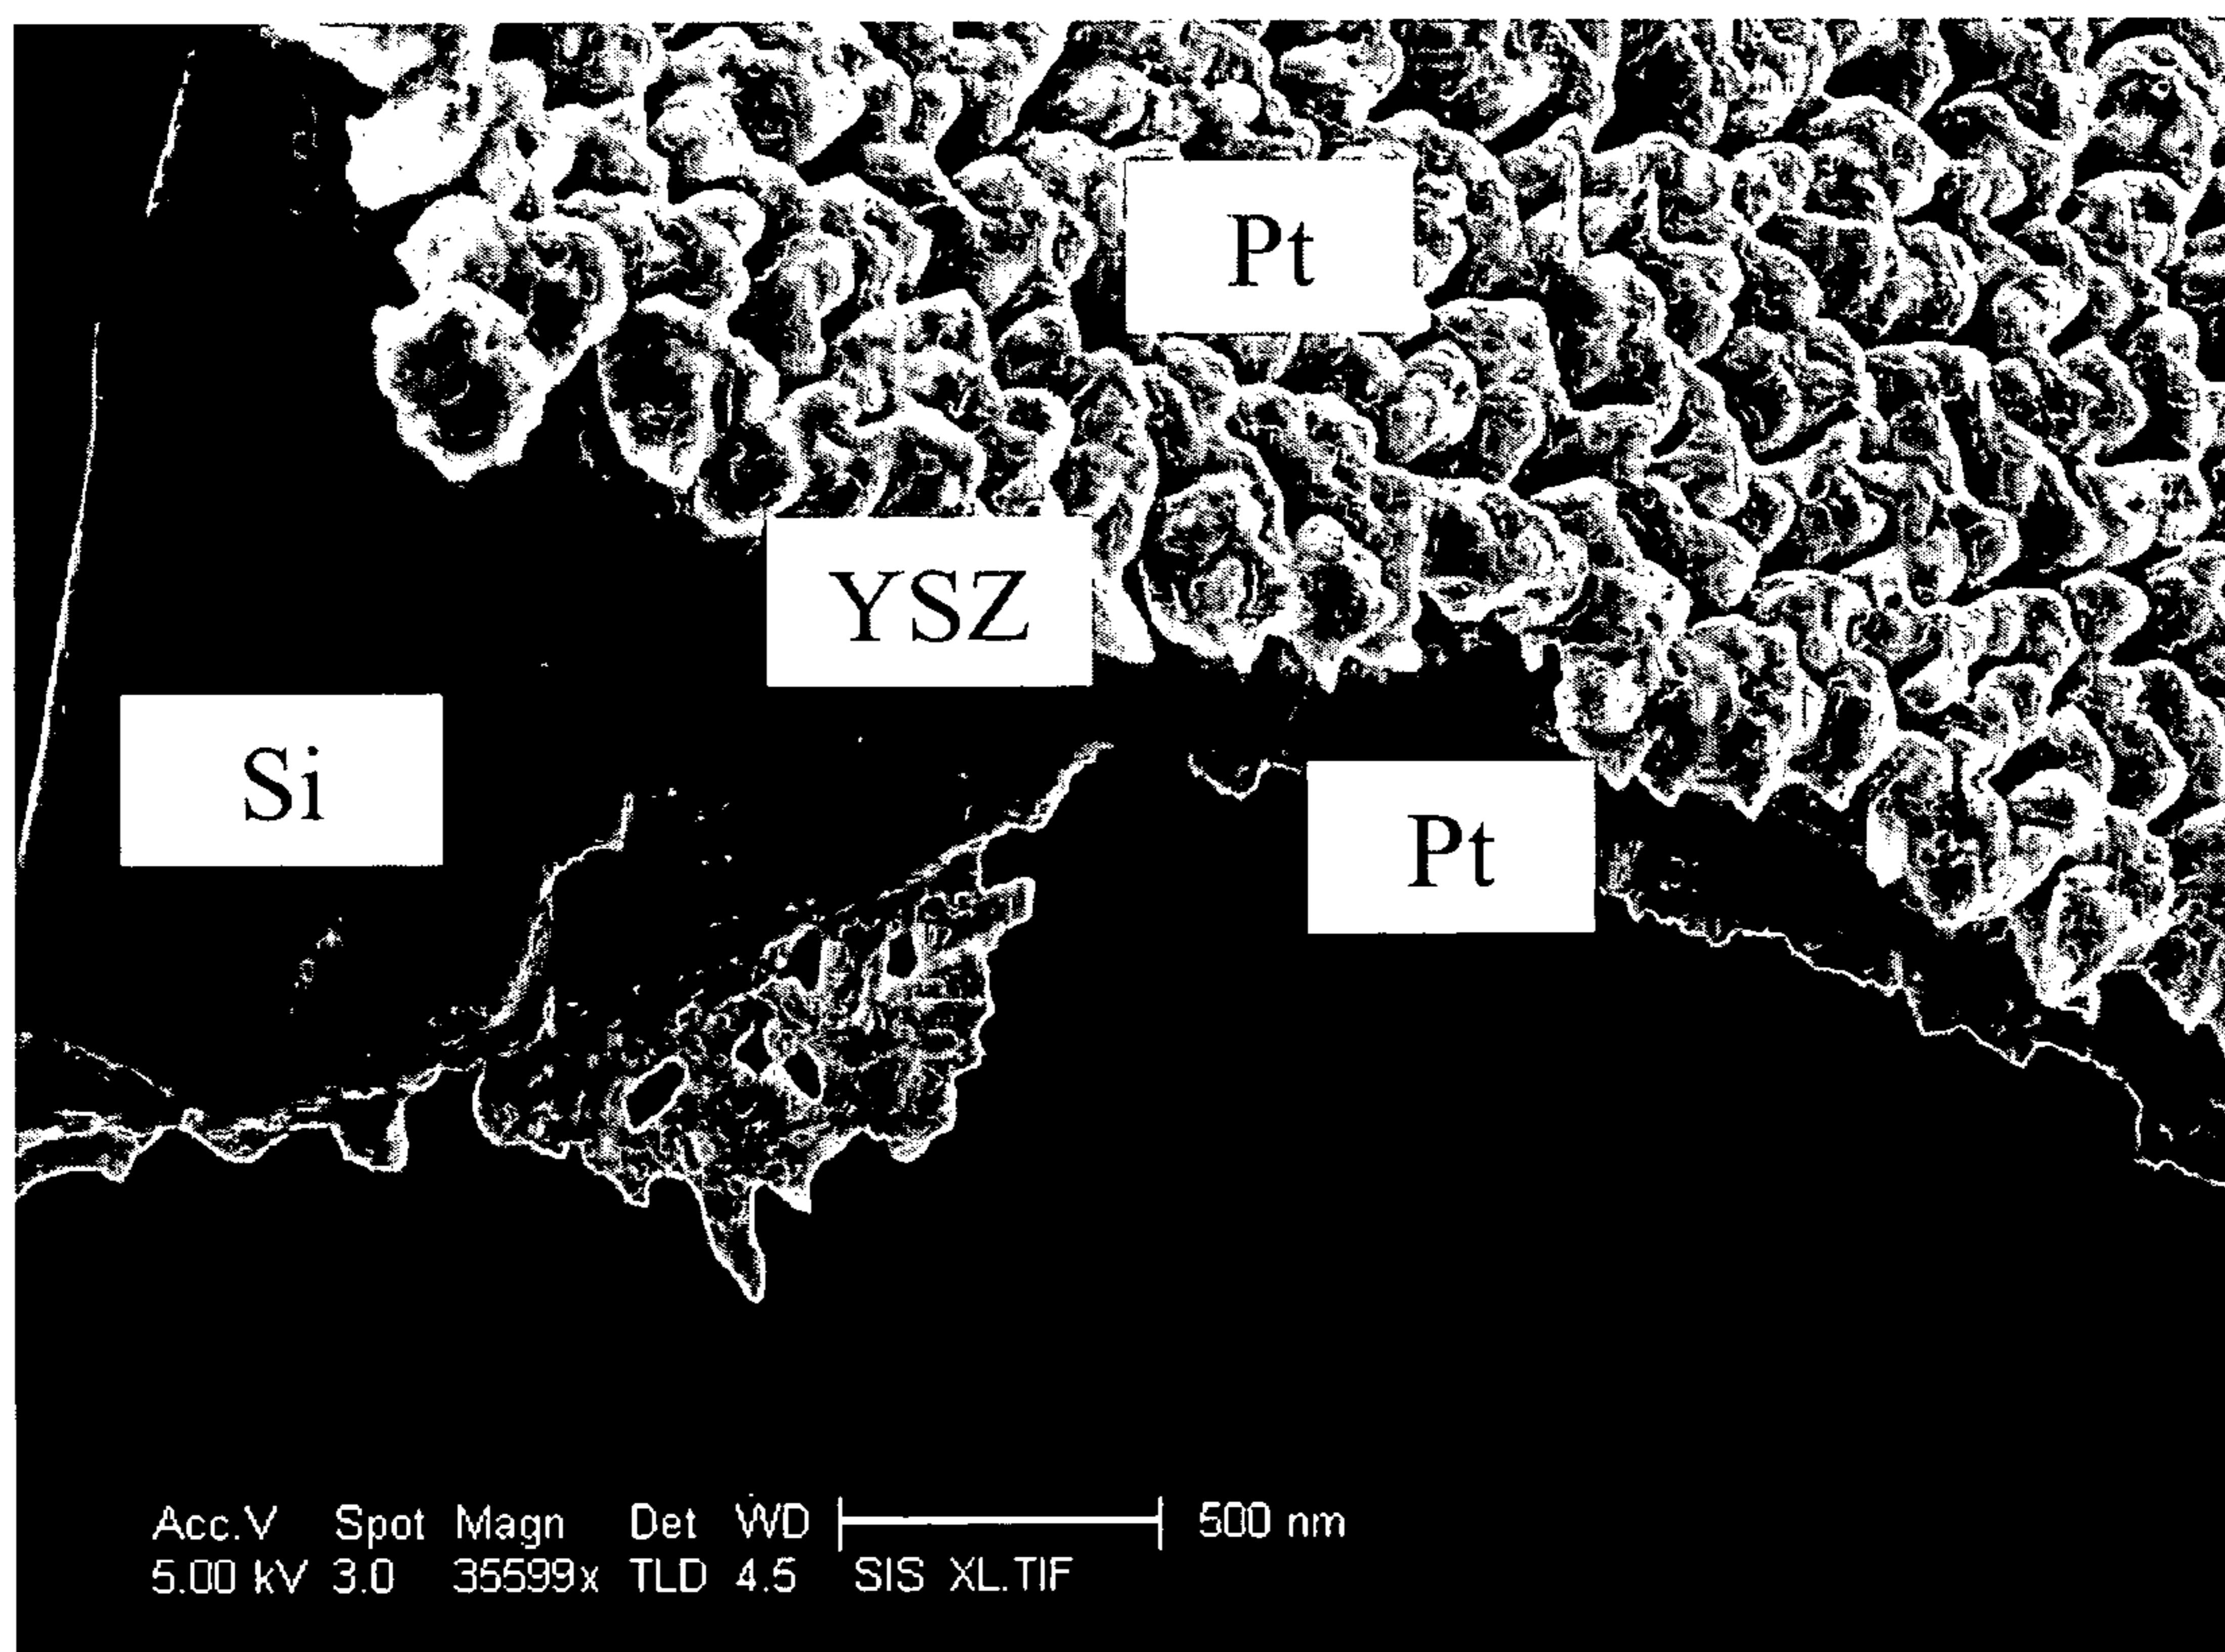 Pt
YSZ
Si
Pt
Acc.V Spot Magn Det WD 500 nm
5.00 kV 3.0 35599x TLD 4.5 SIS XL.TIF